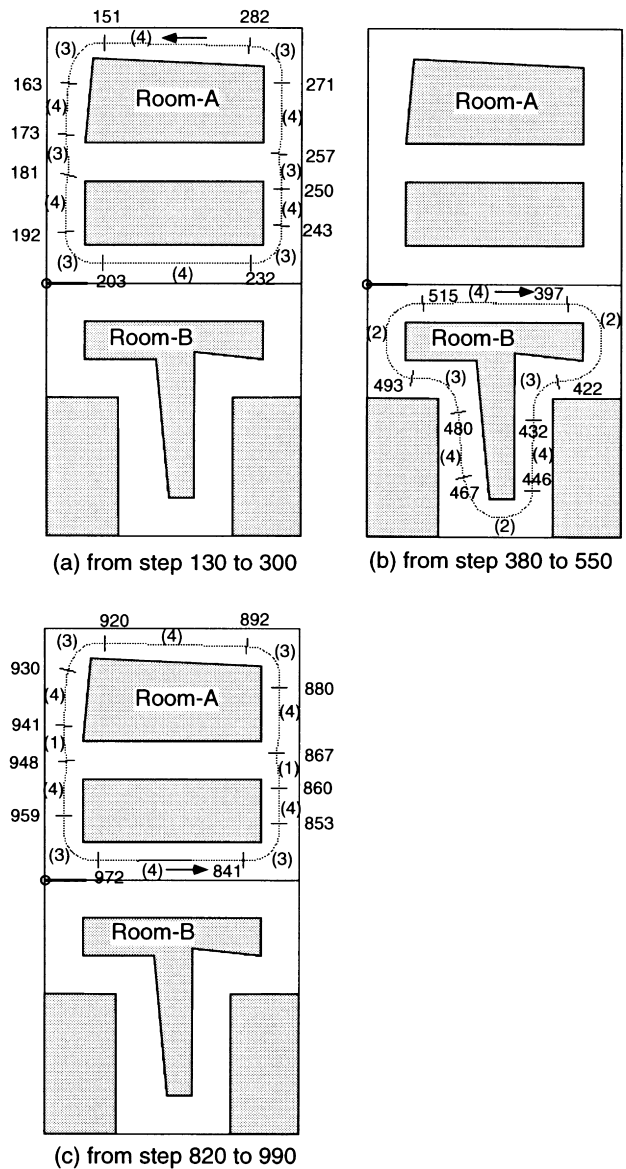 151 282
(3) (4) (3)
163 271
Room-A
(4) (4)
173 257
(3) (3)
181 250
(4) (4)
192 243
(3) (4) (3)
203 232
Room-B
(a) from step 130 to 300
Room-A
515 (4) 397
(2) Room-B (2)
493 (3) (3) 422
480 432
(4) (4)
467 446
(2)
(b) from step 380 to 550
920 892
(3) (4) (3)
930 880
Room-A
(4) (4)
941 867
(1) (1)
948 860
(4) (4)
959 853
(3) (3)
972 (4) 841
Room-B
(c) from step 820 to 990